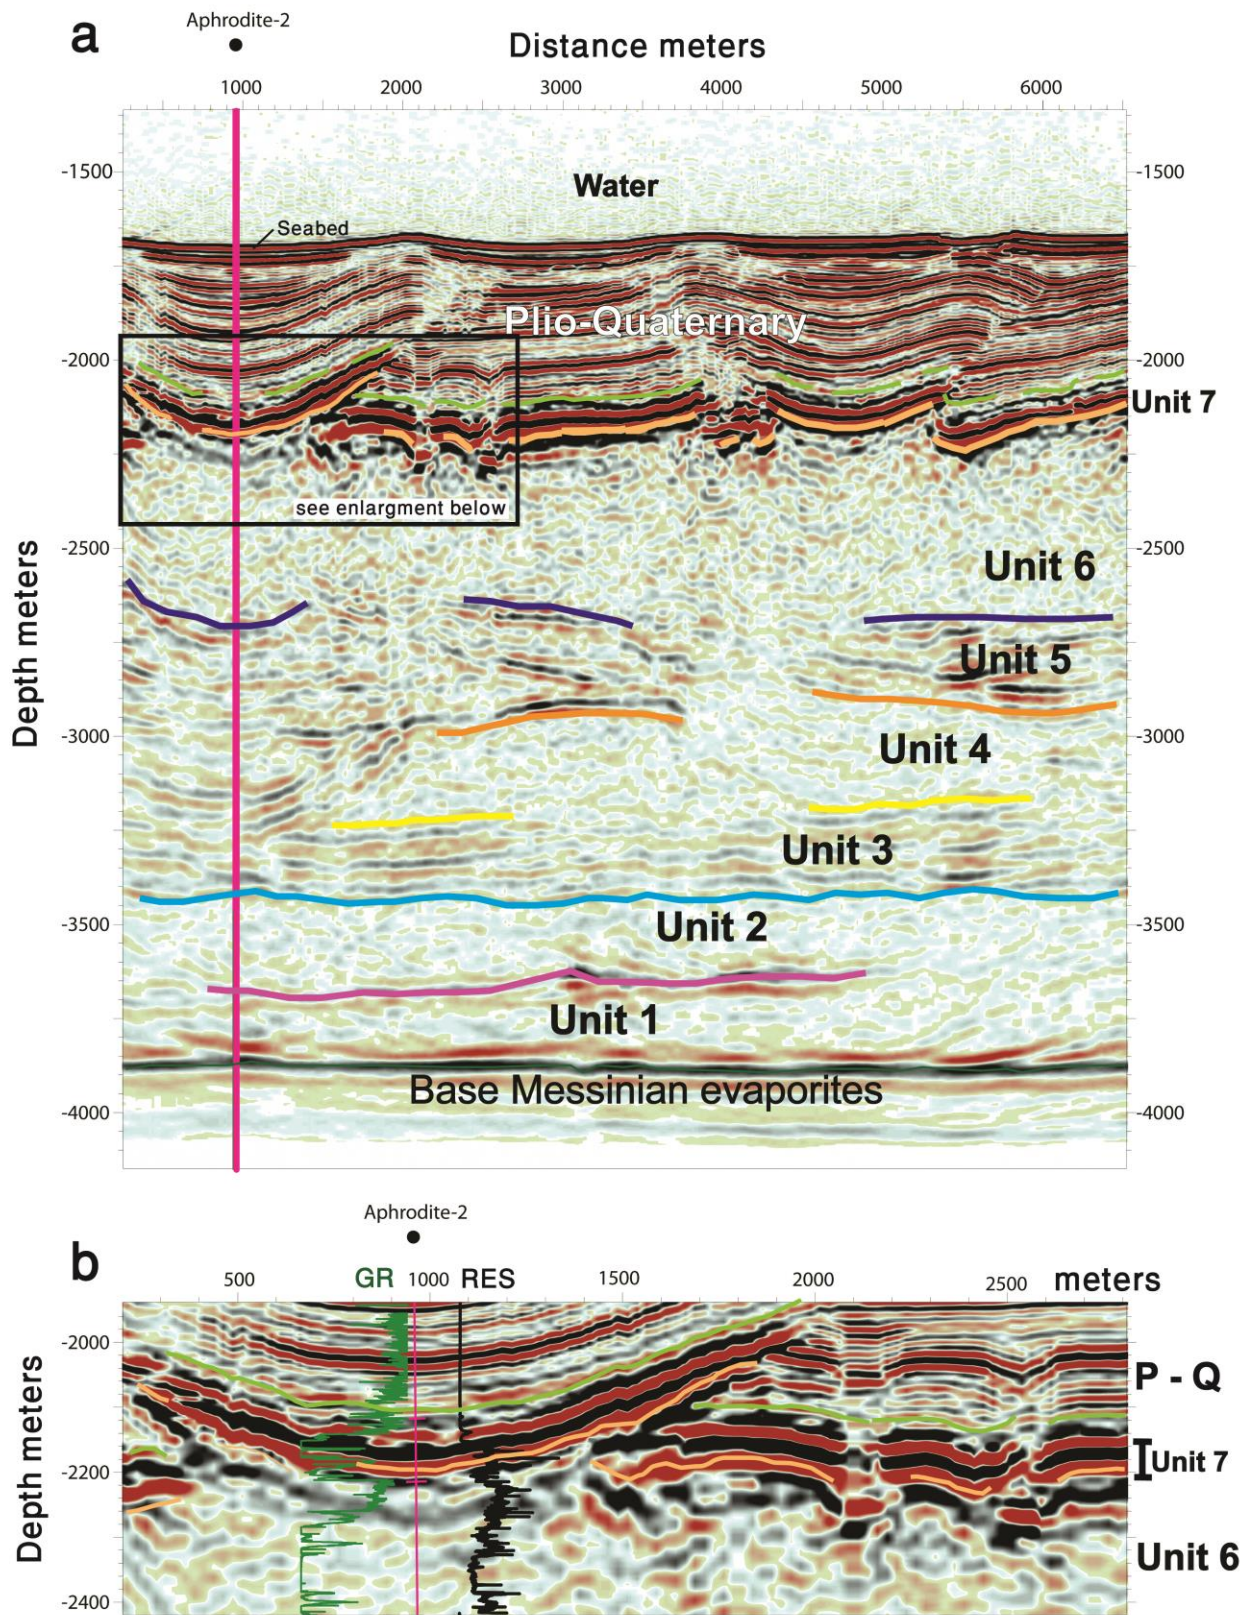 a
Aphrodite-2
Distance meters
1000 2000 3000 4000 5000 6000
-1500 Water -1500
Seabed
Plio-Quaternary
-2000 -2000
Unit 7
see enlargment below
Depth meters
-2500 -2500
Unit 6
Unit 5
-3000 Unit 4 -3000
Unit 3
-3500 Unit 2 -3500
Unit 1
Base Messinian evaporites
-4000 -4000
Aphrodite-2
b
500 GR 1000 RES 1500 2000 2500 meters
-2000
P - Q
-2100
Depth meters
Unit 7
-2200
-2300
Unit 6
-2400